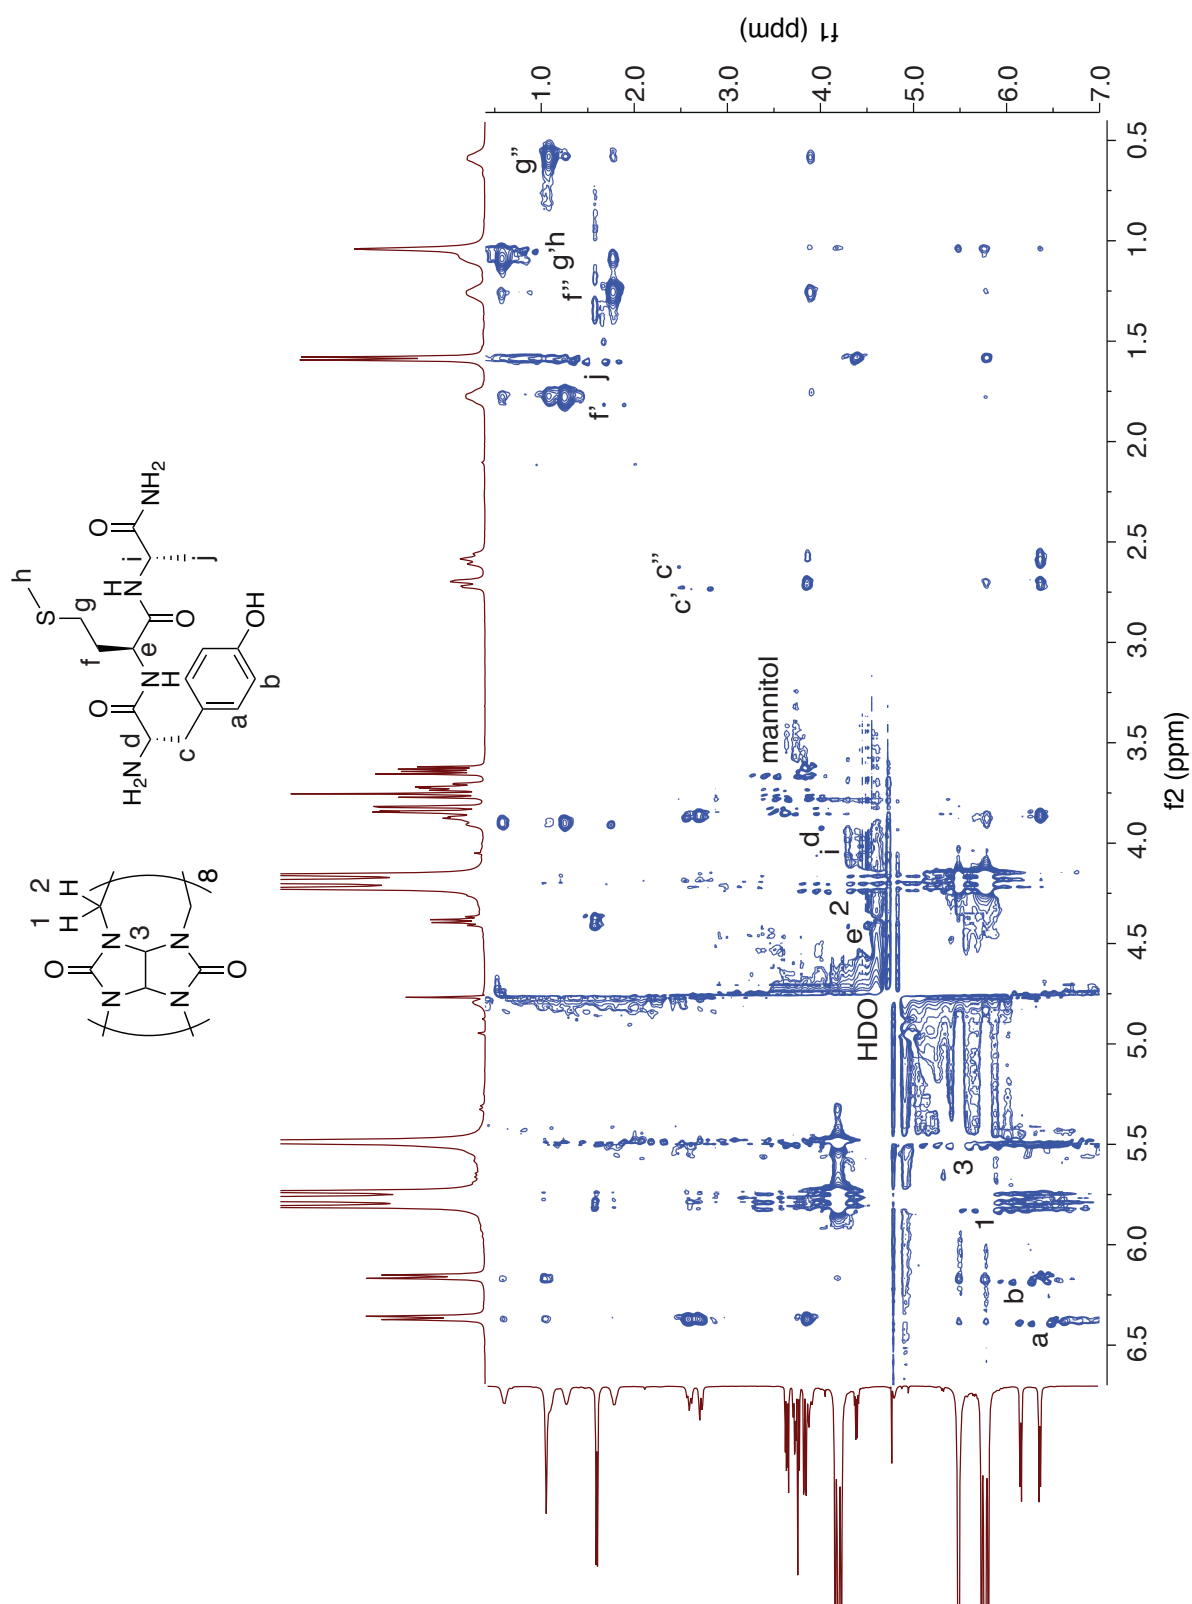 1
2
H
H
O
N
3
N
N
N
O
8
H₂N
d
O
N
H
c
a
b
OH
f
e
g
S
h
O
H
N
i
j
O
NH₂
g''
f'' g'h
j
f'
c''
c'
mannitol
d
i
2
e
HDO
3
1
b
a
6.5
6.0
5.5
5.0
4.5
4.0
3.5
3.0
2.5
2.0
1.5
1.0
0.5
f2 (ppm)
1.0
2.0
3.0
4.0
5.0
6.0
7.0
f1 (ppm)